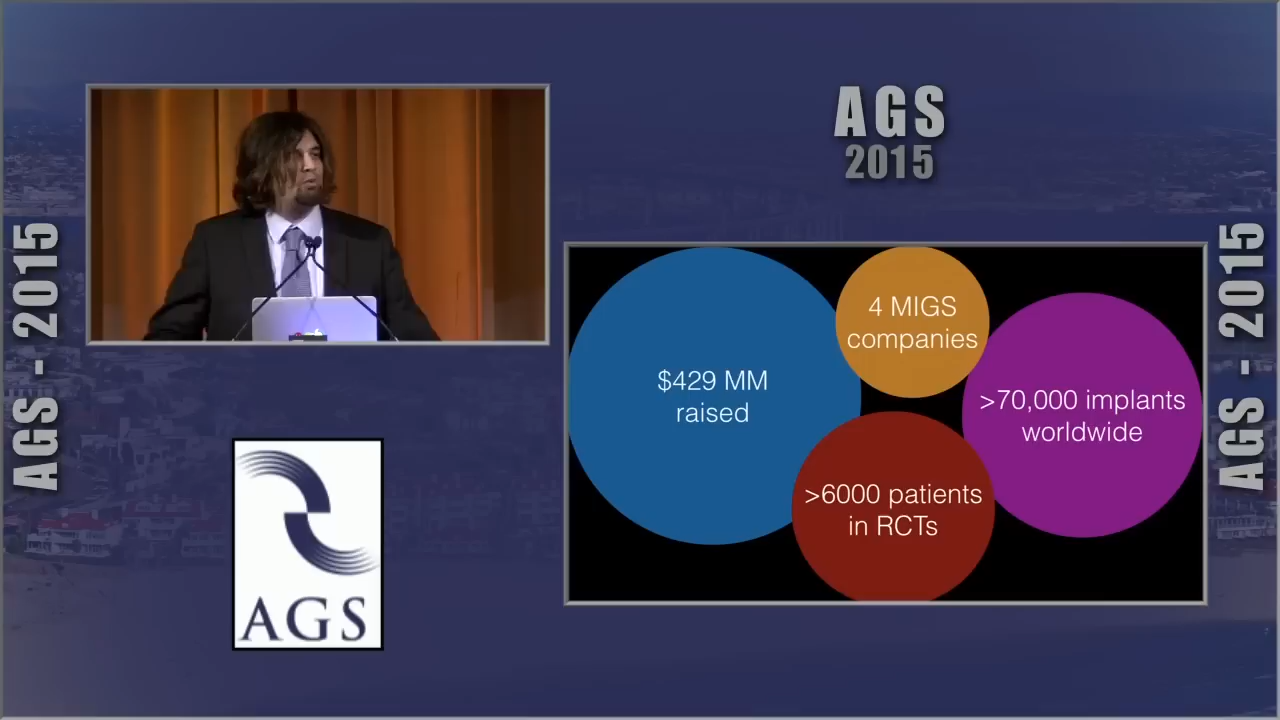 AGS
2015
AGS - 2015
AGS - 2015
$429 MM
raised
4 MIGS
companies
>70,000 implants
worldwide
>6000 patients
in RCTs
AGS